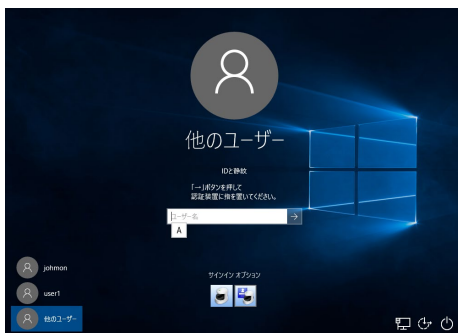 他のユーザー
IDと静紋
「→」ボタンを押して
認証装置に指を置いてください。
ユーザー名
A
サインイン オプション
johmon
user1
他のユーザー